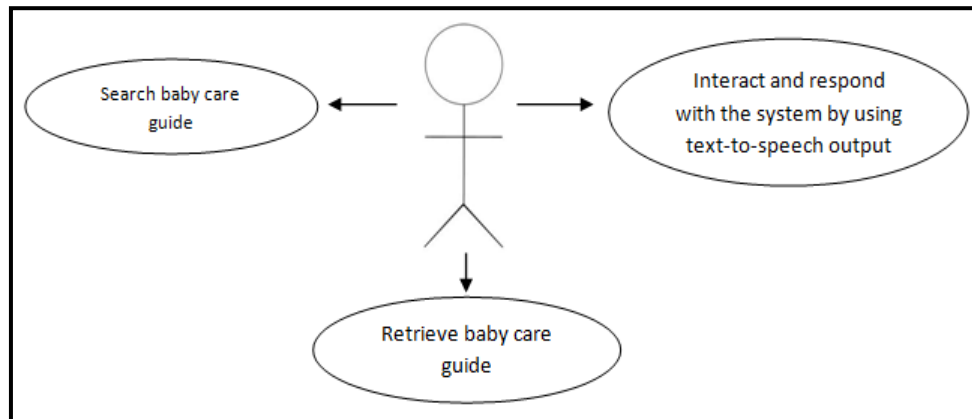 Search baby care
guide
Interact and respond
with the system by using
text-to-speech output
Retrieve baby care
guide